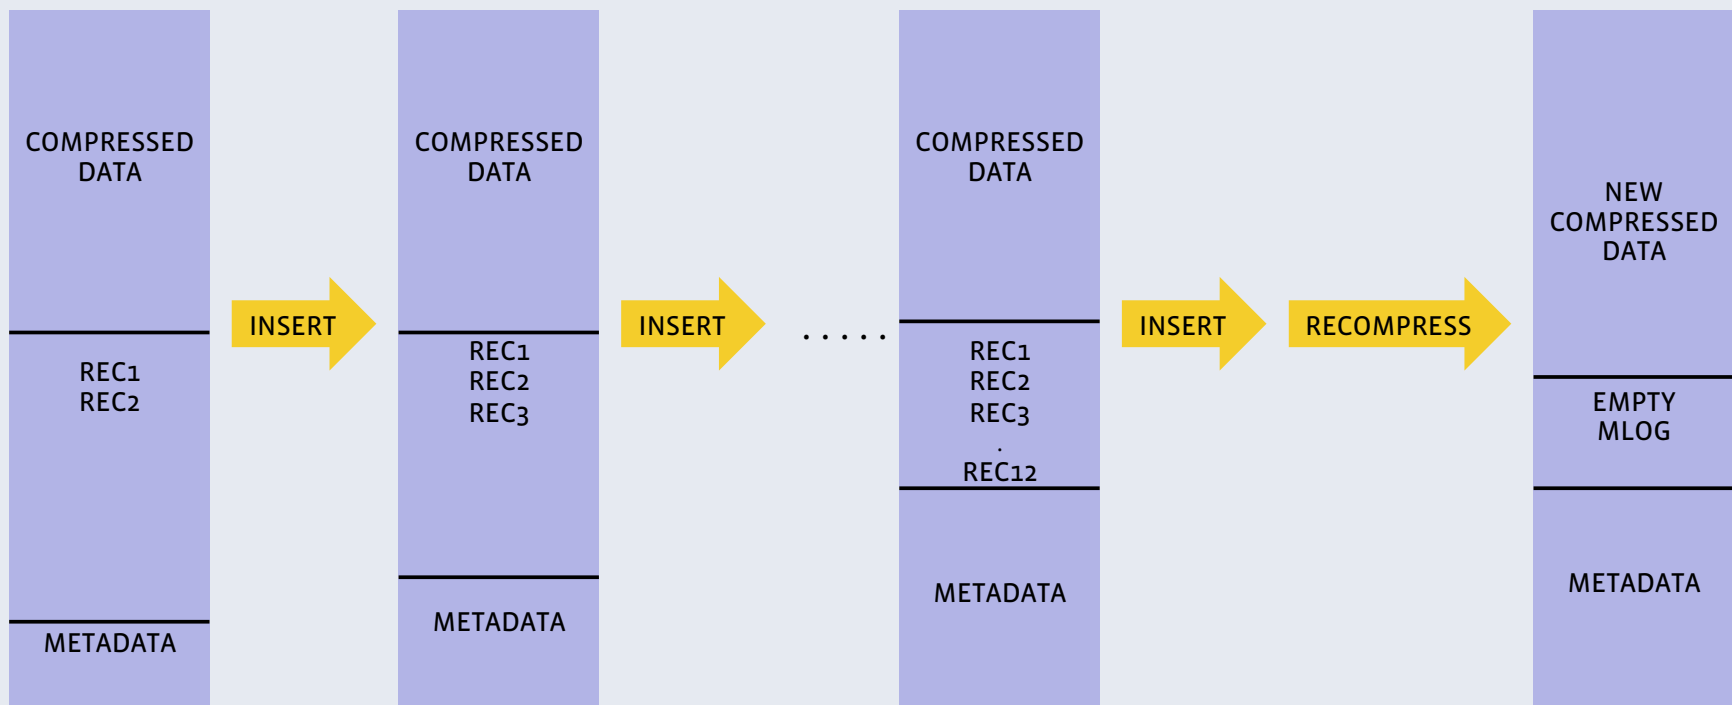 COMPRESSED
DATA
REC1
REC2
METADATA
INSERT
COMPRESSED
DATA
REC1
REC2
REC3
METADATA
INSERT
.....
COMPRESSED
DATA
REC1
REC2
REC3
.
REC12
METADATA
INSERT
RECOMPRESS
NEW
COMPRESSED
DATA
EMPTY
MLOG
METADATA